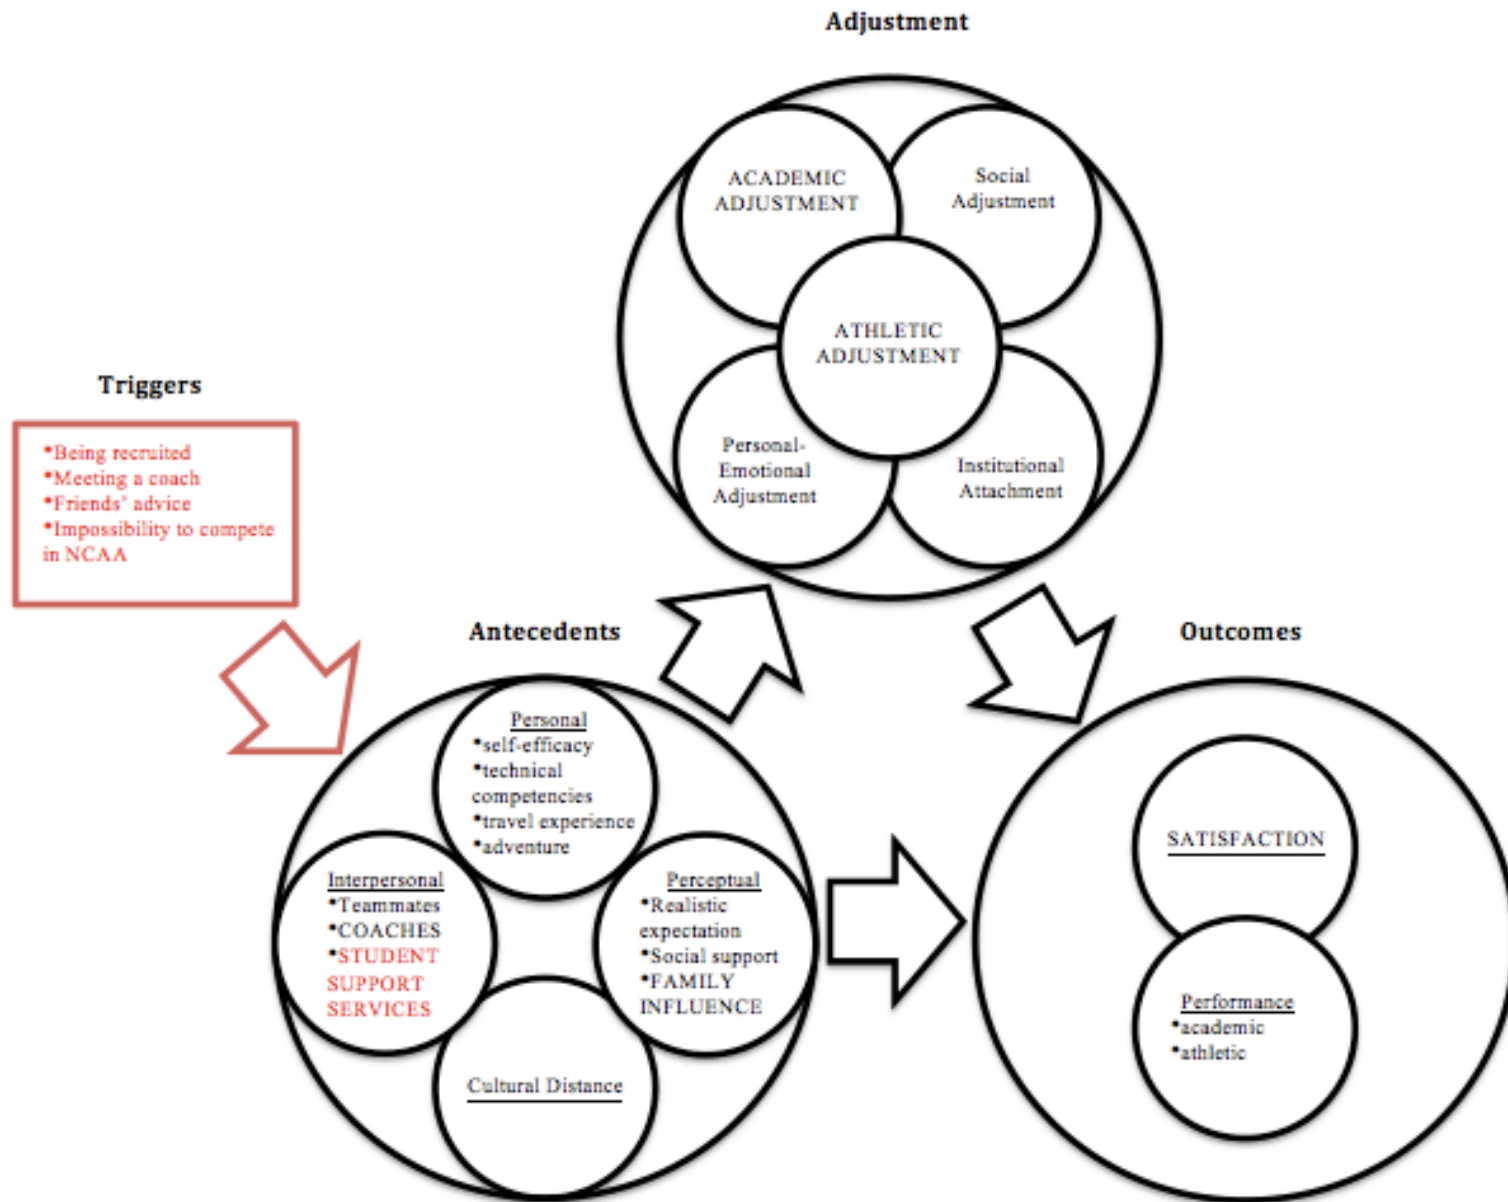 Adjustment
ACADEMIC
ADJUSTMENT
Social
Adjustment
ATHLETIC
ADJUSTMENT
Personal-
Emotional
Adjustment
Institutional
Attachment
Triggers
*Being recruited
*Meeting a coach
*Friends' advice
*Impossibility to compete
in NCAA
Antecedents
Personal
*self-efficacy
*technical
competencies
*travel experience
*adventure
Interpersonal
*Teammates
*COACHES
*STUDENT
SUPPORT
SERVICES
Perceptual
*Realistic
expectation
*Social support
*FAMILY
INFLUENCE
Cultural Distance
Outcomes
SATISFACTION
Performance
*academic
*athletic